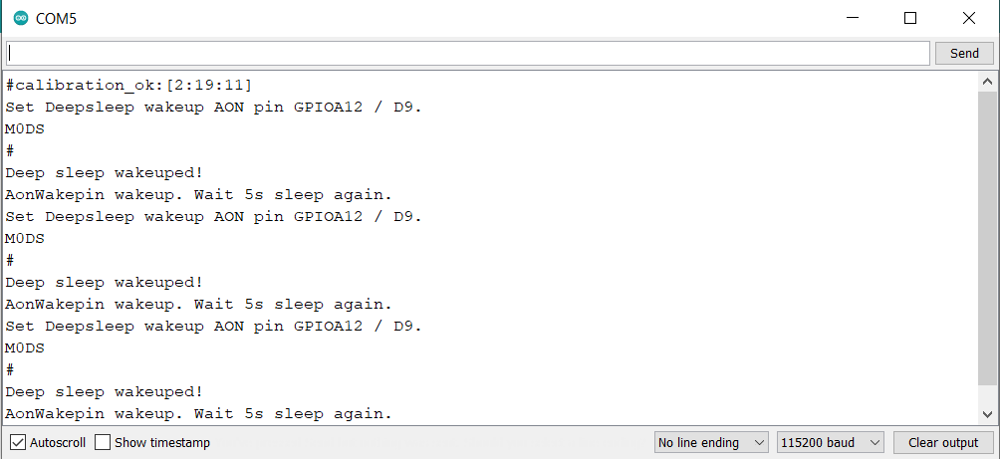 COM5
Send
#calibration_ok:[2:19:11]
Set Deepsleep wakeup AON pin GPIOA12 / D9.
M0DS
#
Deep sleep wakeuped!
AonWakepin wakeup. Wait 5s sleep again.
Set Deepsleep wakeup AON pin GPIOA12 / D9.
M0DS
#
Deep sleep wakeuped!
AonWakepin wakeup. Wait 5s sleep again.
Set Deepsleep wakeup AON pin GPIOA12 / D9.
M0DS
#
Deep sleep wakeuped!
AonWakepin wakeup. Wait 5s sleep again.
Autoscroll Show timestamp No line ending 115200 baud Clear output